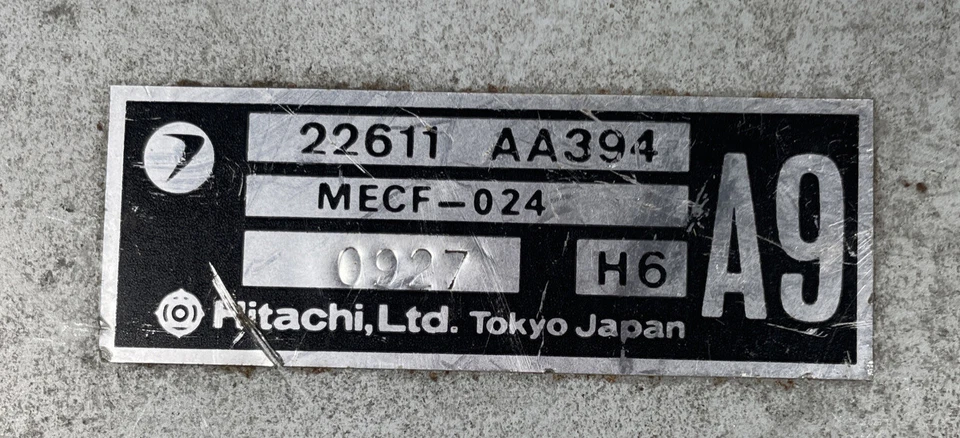 22611 AA394
MECF-024
0927 H6
A9
Hitachi, Ltd. Tokyo Japan